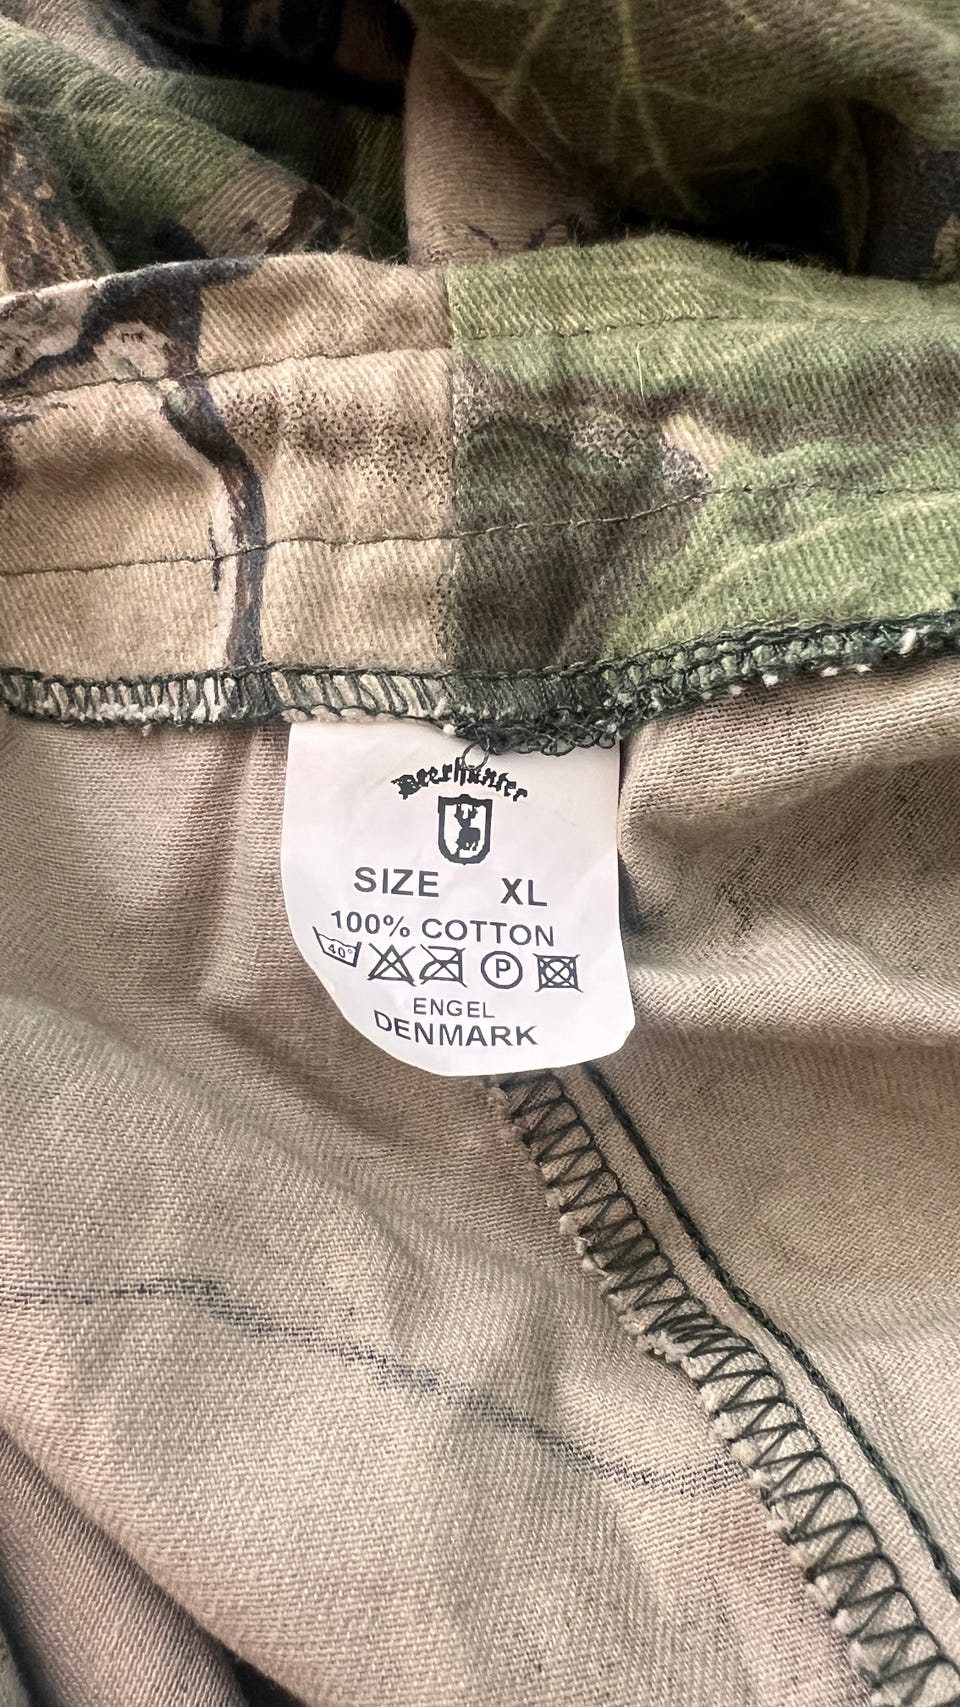 Deerhunter
SIZE XL
100% COTTON
40° P
ENGEL
DENMARK